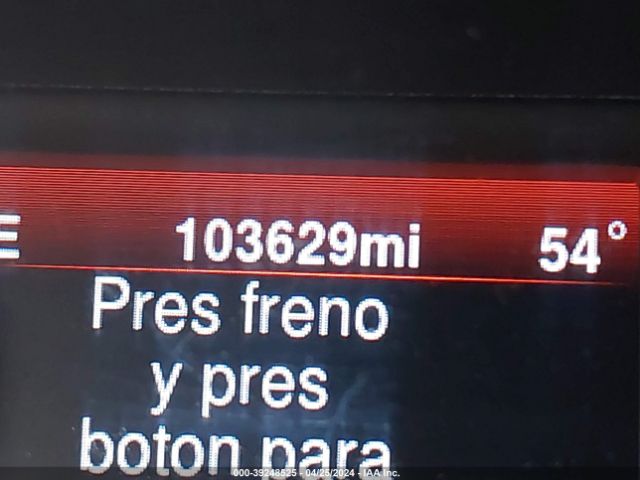 E 103629mi 54°
Pres freno
y pres
boton para
000-39248525 - 04/25/2024 - IAA Inc.